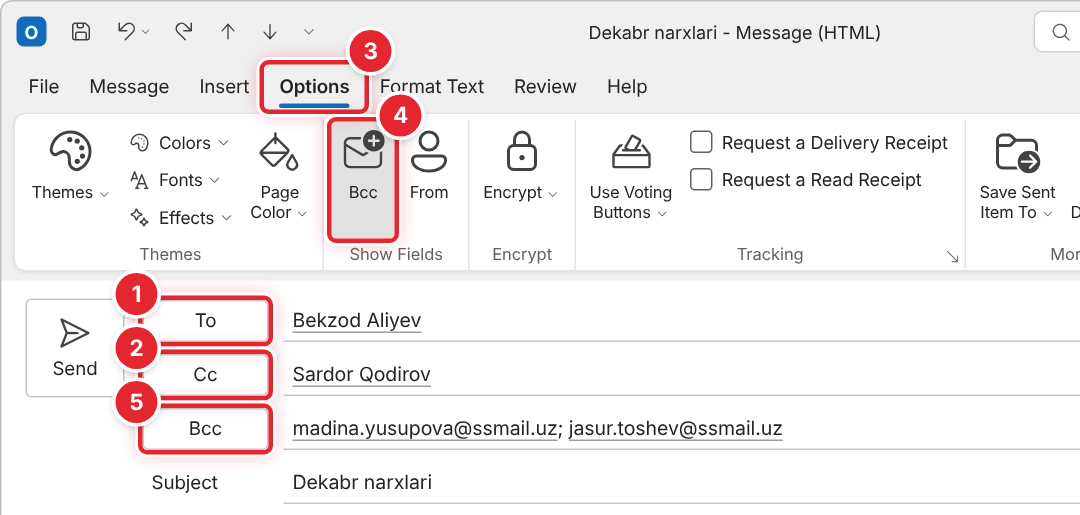 O
Dekabr narxlari - Message (HTML)
3
File Message Insert Options Format Text Review Help
4
Themes
Colors
Fonts
Effects
Page Color
Themes
Bcc
From
Show Fields
Encrypt
Encrypt
Use Voting Buttons
Request a Delivery Receipt
Request a Read Receipt
Tracking
Save Sent Item To
Send
1
To
Bekzod Aliyev
2
Cc
Sardor Qodirov
5
Bcc
madina.yusupova@ssmail.uz; jasur.toshev@ssmail.uz
Subject
Dekabr narxlari